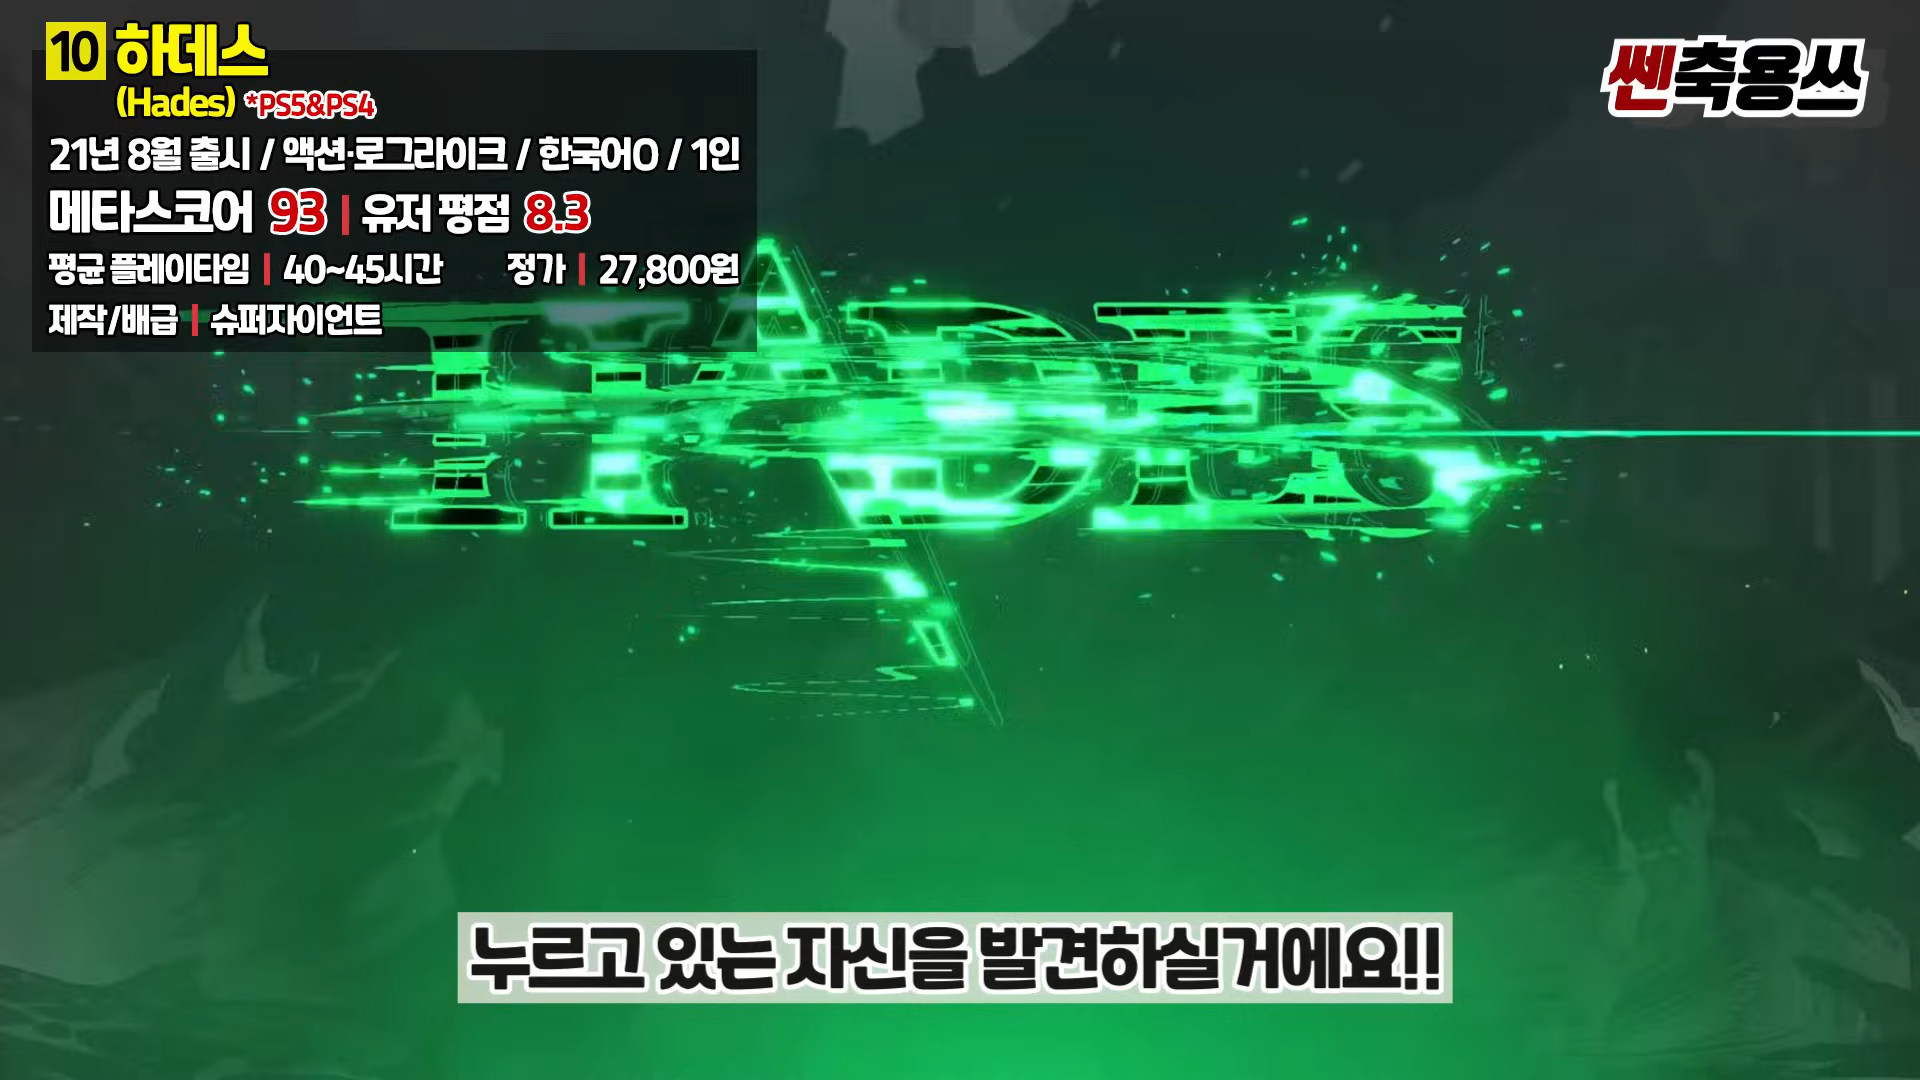 10 하데스
(Hades) *PS5&PS4
21년 8월 출시 / 액션·로그라이크 / 한국어O / 1인
메타스코어 93 | 유저 평점 8.3
평균 플레이타임 | 40~45시간 정가 | 27,800원
제작/배급 | 슈퍼자이언트
쎈축용쓰
HADES
누르고 있는 자신을 발견하실거에요!!